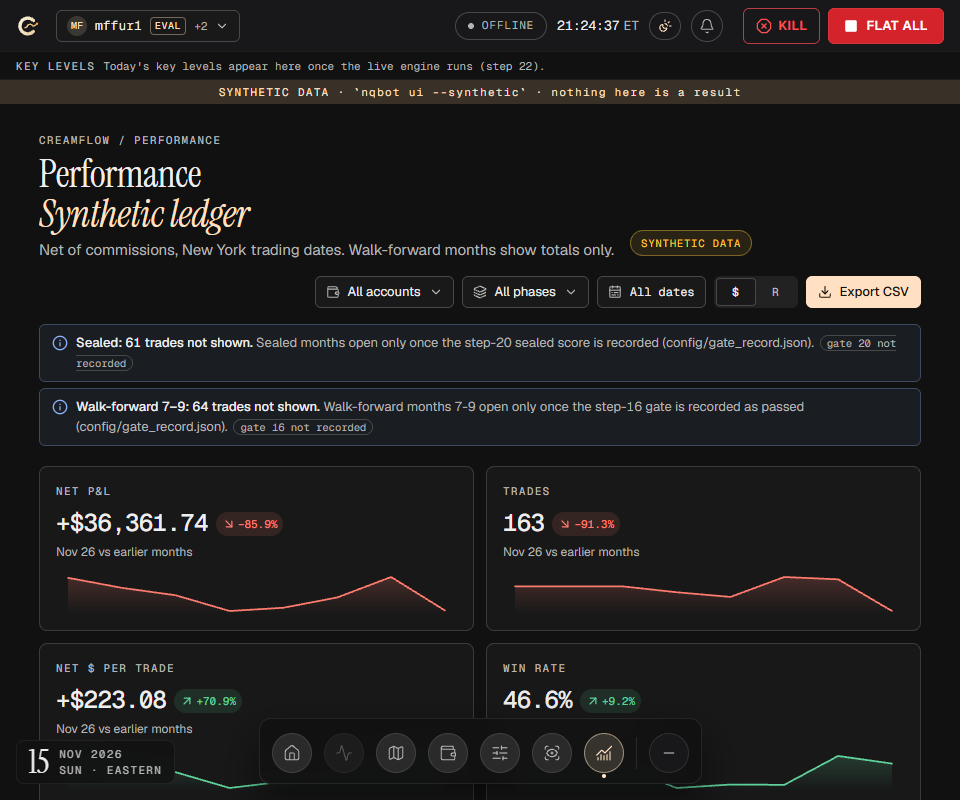 MF mffur1 EVAL +2 OFFLINE 21:24:37 ET KILL FLAT ALL
KEY LEVELS Today's key levels appear here once the live engine runs (step 22).
SYNTHETIC DATA · `nqbot ui --synthetic` · nothing here is a result
CREAMFLOW / PERFORMANCE
Performance
Synthetic ledger
Net of commissions, New York trading dates. Walk-forward months show totals only. SYNTHETIC DATA
All accounts All phases All dates $ R Export CSV
Sealed: 61 trades not shown. Sealed months open only once the step-20 sealed score is recorded (config/gate_record.json). gate 20 not
recorded
Walk-forward 7–9: 64 trades not shown. Walk-forward months 7-9 open only once the step-16 gate is recorded as passed
(config/gate_record.json). gate 16 not recorded
NET P&L
+$36,361.74 −85.9%
Nov 26 vs earlier months
TRADES
163 −91.3%
Nov 26 vs earlier months
NET $ PER TRADE
+$223.08 +70.9%
Nov 26 vs earlier months
WIN RATE
46.6% +9.2%
Nov 26 vs earlier months
15 NOV 2026
SUN · EASTERN